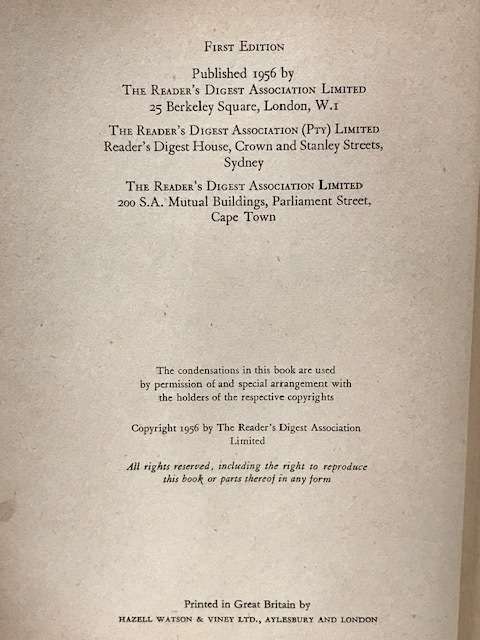 First Edition
Published 1956 by
The Reader's Digest Association Limited
25 Berkeley Square, London, W.1
The Reader's Digest Association (Pty) Limited
Reader's Digest House, Crown and Stanley Streets,
Sydney
The Reader's Digest Association Limited
200 S.A. Mutual Buildings, Parliament Street,
Cape Town
The condensations in this book are used
by permission of and special arrangement with
the holders of the respective copyrights
Copyright 1956 by The Reader's Digest Association
Limited
All rights reserved, including the right to reproduce
this book or parts thereof in any form
Printed in Great Britain by
HAZELL WATSON & VINEY LTD., AYLESBURY AND LONDON